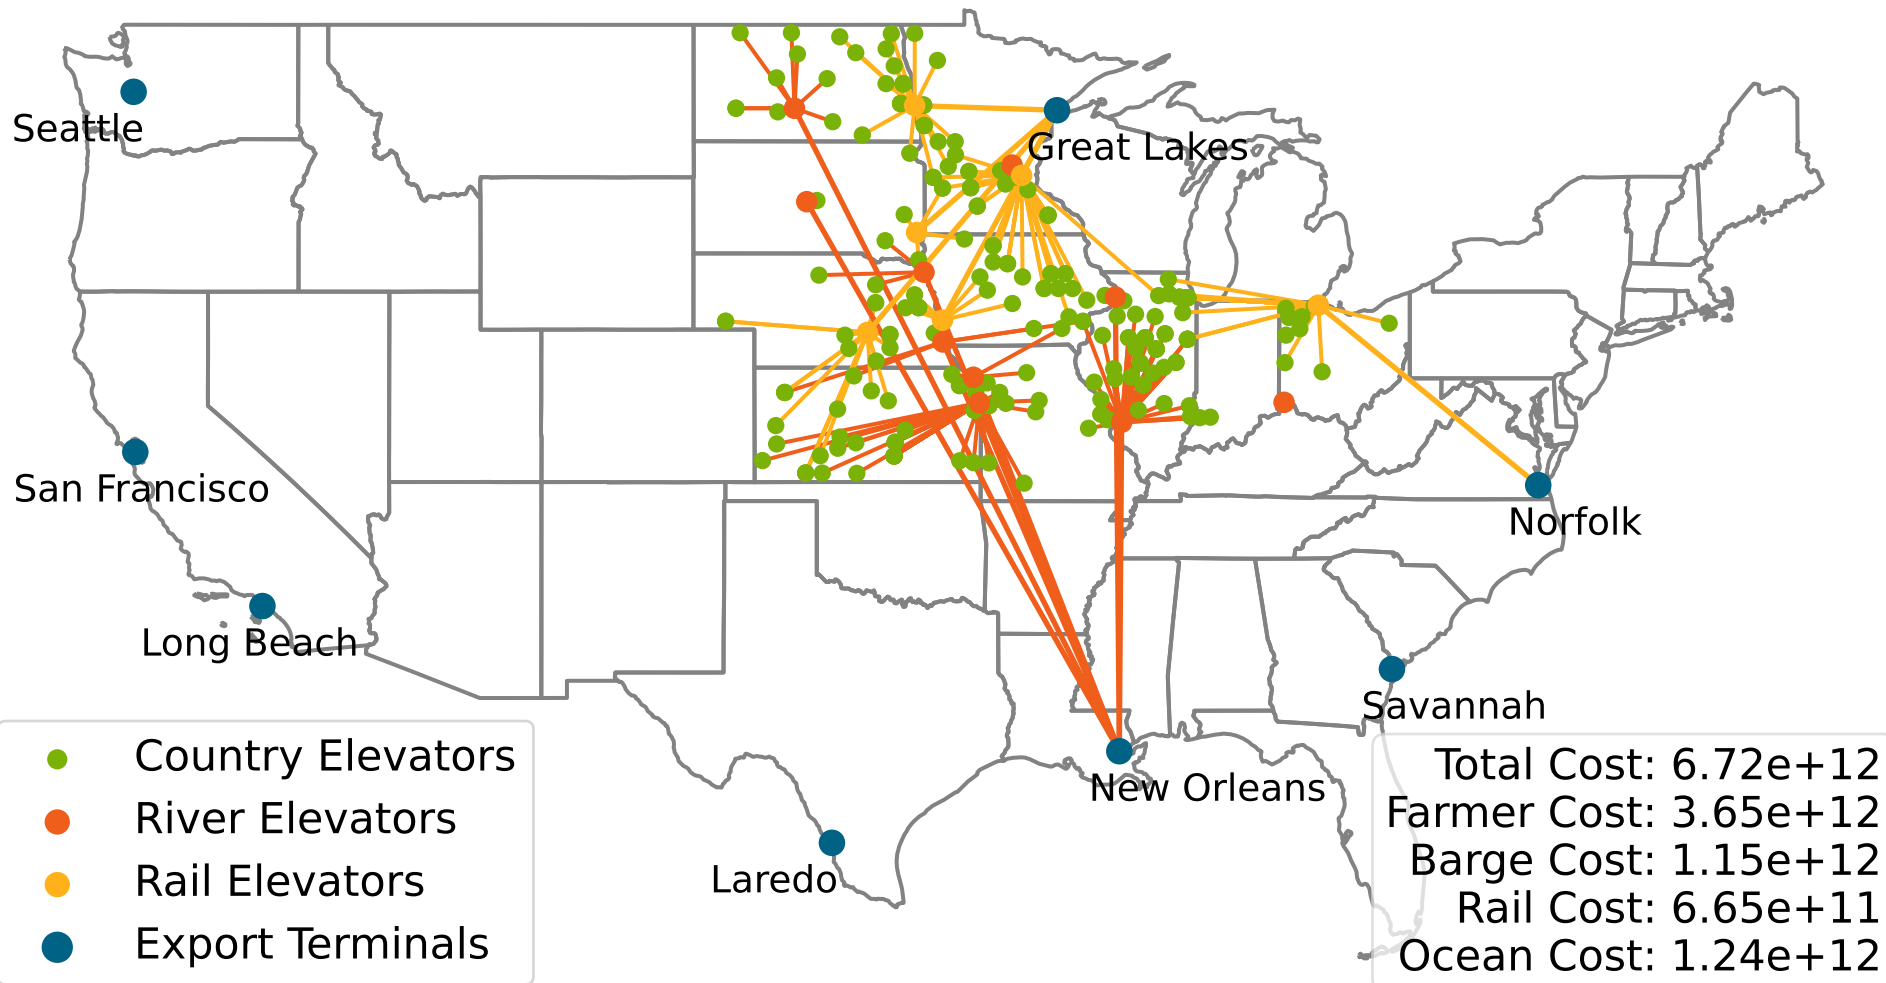 Seattle
Great Lakes
San Francisco
Norfolk
Long Beach
Savannah
New Orleans
Laredo
Country Elevators
River Elevators
Rail Elevators
Export Terminals
Total Cost: 6.72e+12
Farmer Cost: 3.65e+12
Barge Cost: 1.15e+12
Rail Cost: 6.65e+11
Ocean Cost: 1.24e+12